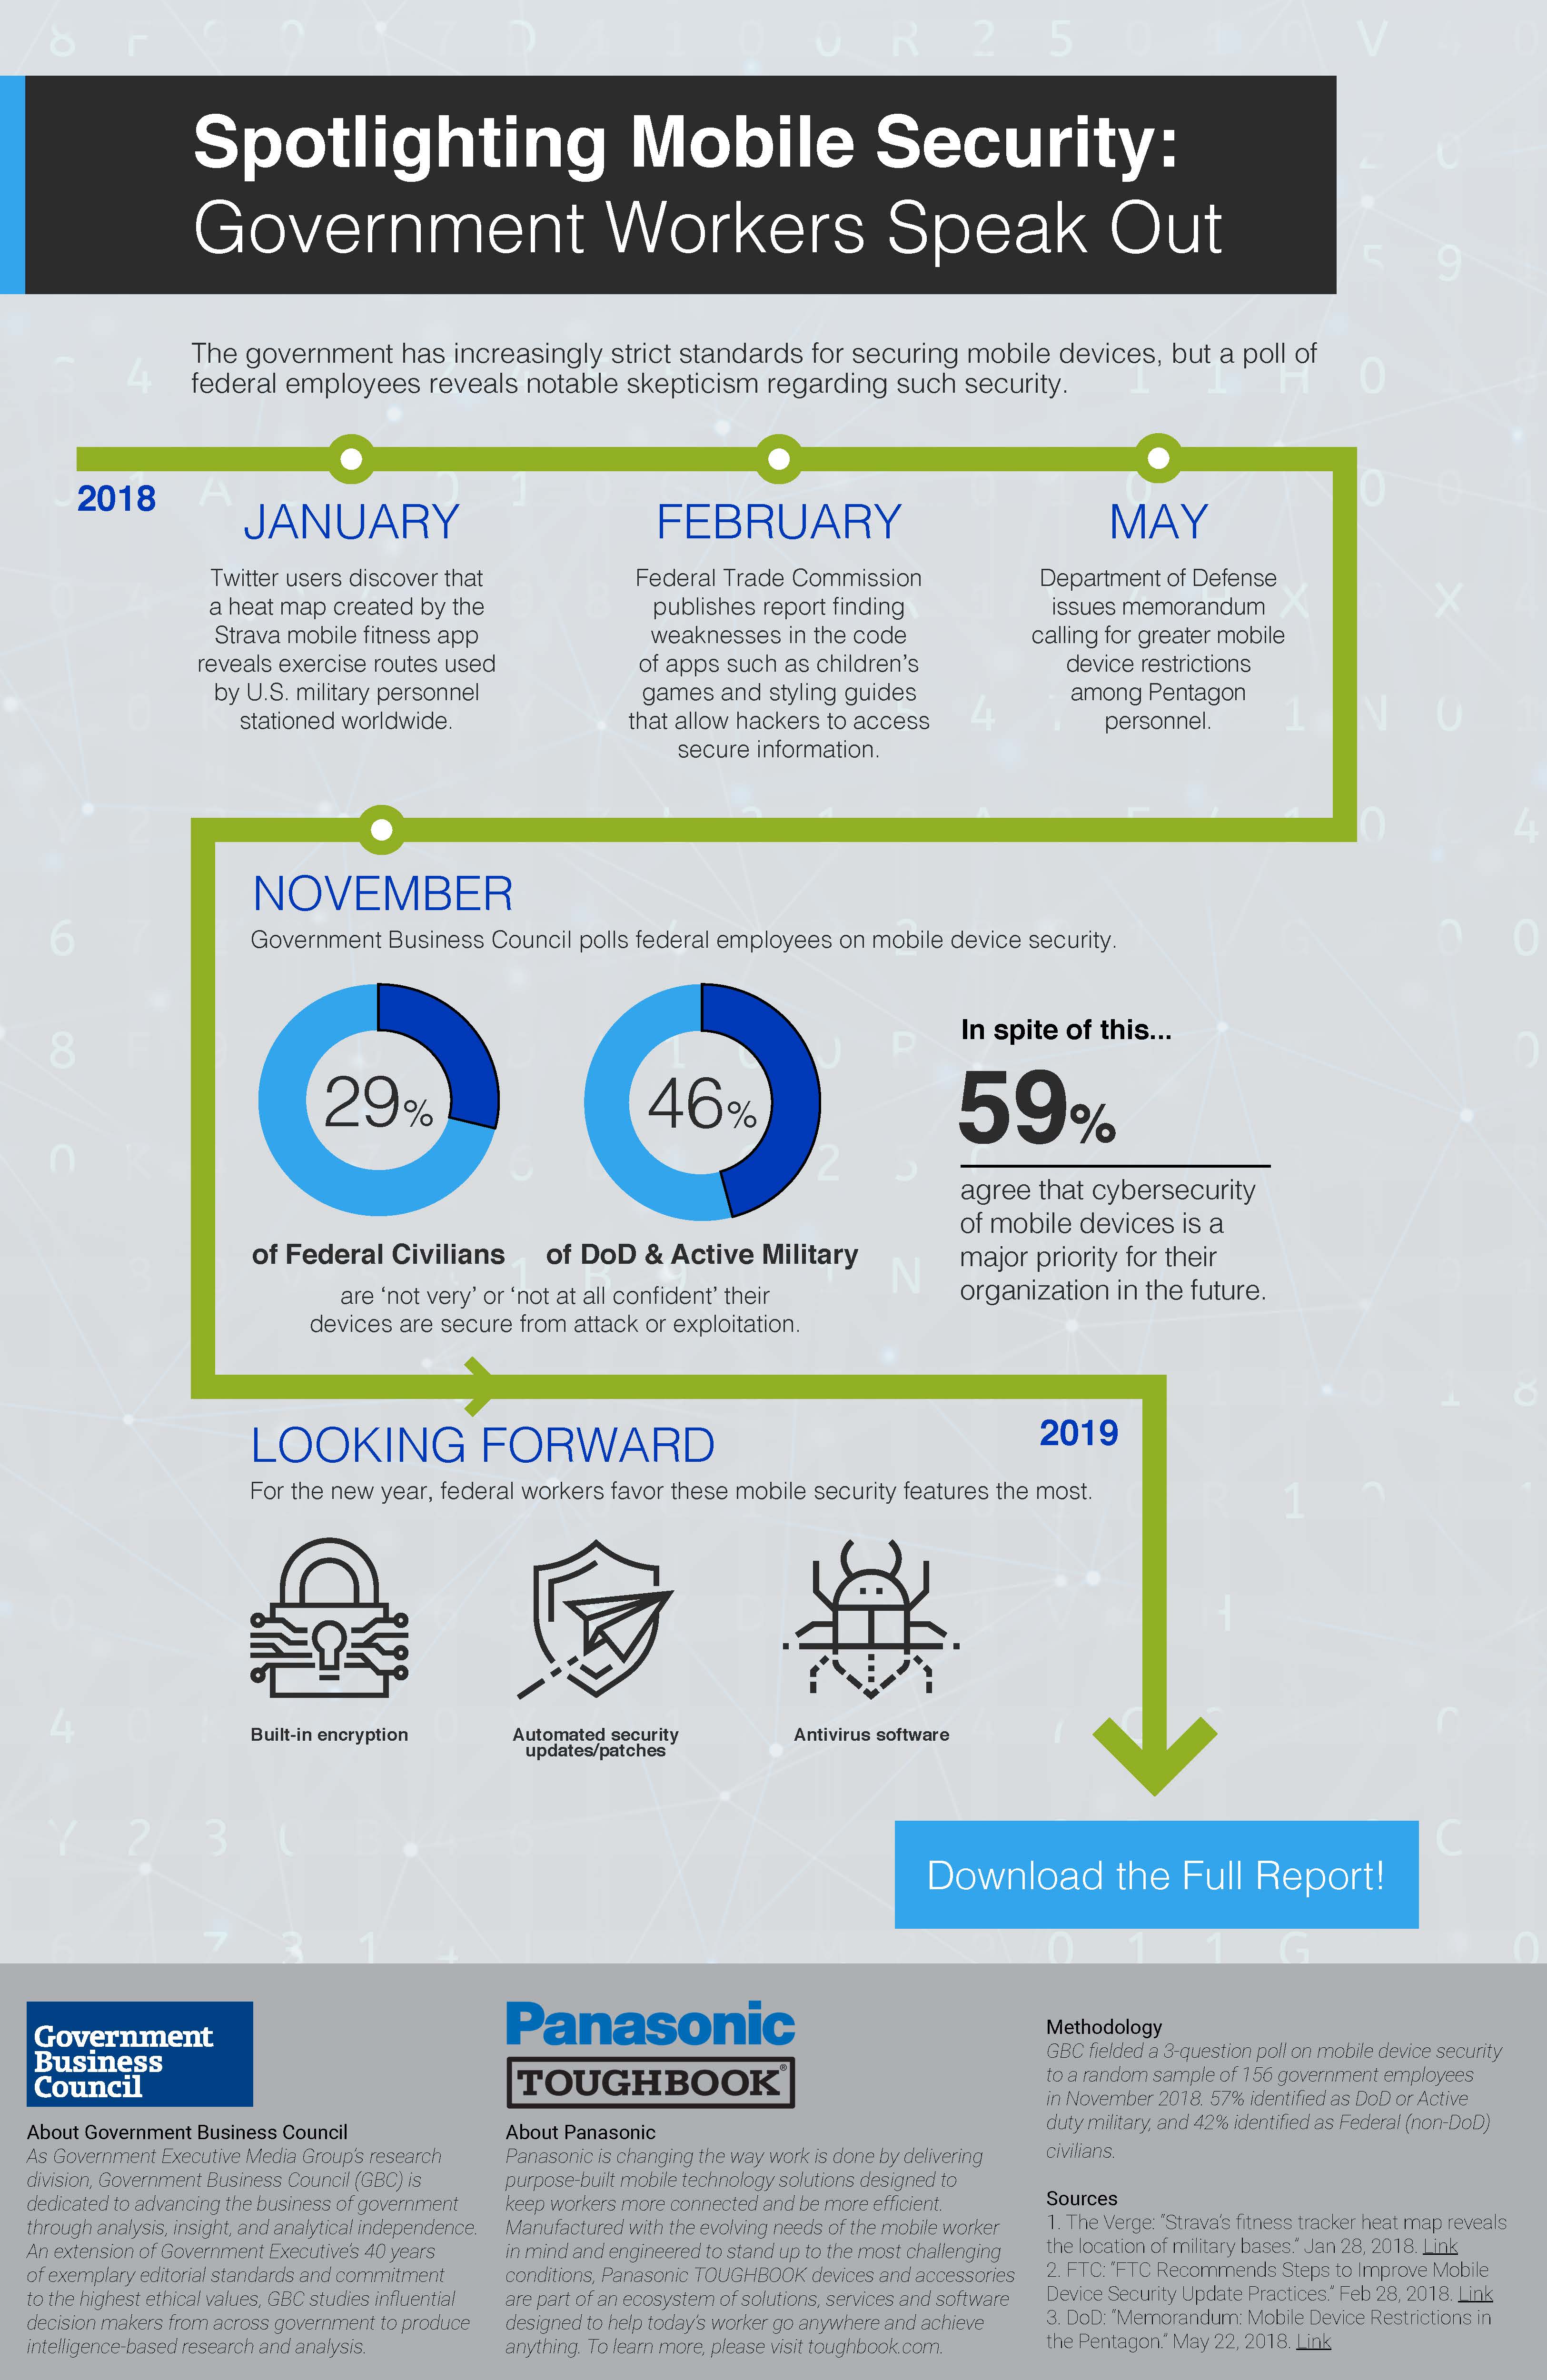 Spotlighting Mobile Security:
Government Workers Speak Out
The government has increasingly strict standards for securing mobile devices, but a poll of
federal employees reveals notable skepticism regarding such security.
2018
JANUARY
Twitter users discover that
a heat map created by the
Strava mobile fitness app
reveals exercise routes used
by U.S. military personnel
stationed worldwide.
FEBRUARY
Federal Trade Commission
publishes report finding
weaknesses in the code
of apps such as children's
games and styling guides
that allow hackers to access
secure information.
MAY
Department of Defense
issues memorandum
calling for greater mobile
device restrictions
among Pentagon
personnel.
NOVEMBER
Government Business Council polls federal employees on mobile device security.
29%
of Federal Civilians
46%
of DoD & Active Military
are ‘not very’ or ‘not at all confident’ their
devices are secure from attack or exploitation.
In spite of this...
59%
agree that cybersecurity
of mobile devices is a
major priority for their
organization in the future.
LOOKING FORWARD
2019
For the new year, federal workers favor these mobile security features the most.
Built-in encryption
Automated security
updates/patches
Antivirus software
Download the Full Report!
Government
Business
Council
About Government Business Council
As Government Executive Media Group's research
division, Government Business Council (GBC) is
dedicated to advancing the business of government
through analysis, insight, and analytical independence.
An extension of Government Executive's 40 years
of exemplary editorial standards and commitment
to the highest ethical values, GBC studies influential
decision makers from across government to produce
intelligence-based research and analysis.
Panasonic
TOUGHBOOK®
About Panasonic
Panasonic is changing the way work is done by delivering
purpose-built mobile technology solutions designed to
keep workers more connected and be more efficient.
Manufactured with the evolving needs of the mobile worker
in mind and engineered to stand up to the most challenging
conditions, Panasonic TOUGHBOOK devices and accessories
are part of an ecosystem of solutions, services and software
designed to help today's worker go anywhere and achieve
anything. To learn more, please visit toughbook.com.
Methodology
GBC fielded a 3-question poll on mobile device security
to a random sample of 156 government employees
in November 2018. 57% identified as DoD or Active
duty military, and 42% identified as Federal (non-DoD)
civilians.
Sources
1. The Verge: "Strava's fitness tracker heat map reveals
the location of military bases." Jan 28, 2018. Link
2. FTC: "FTC Recommends Steps to Improve Mobile
Device Security Update Practices." Feb 28, 2018. Link
3. DoD: "Memorandum: Mobile Device Restrictions in
the Pentagon." May 22, 2018. Link